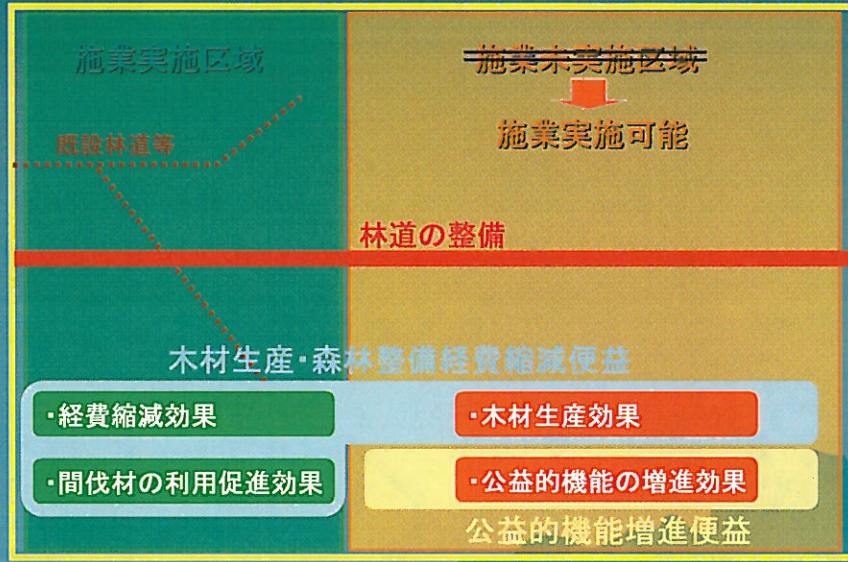 施業実施区域
施業未実施区域
施業実施可能
既設林道等
林道の整備
木材生産・森林整備経費縮減便益
・経費縮減効果
・木材生産効果
・間伐材の利用促進効果
・公益的機能の増進効果
公益的機能増進便益